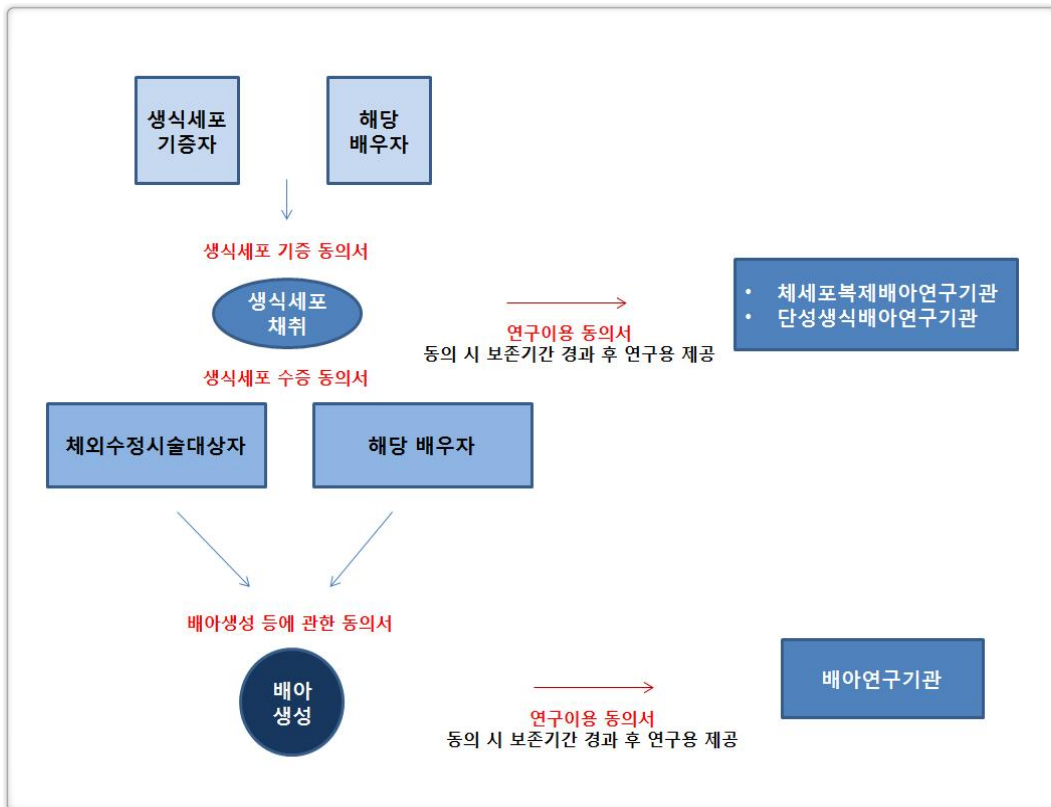 생식세포
기증자
해당
배우자
생식세포 기증 동의서
생식세포
채취
연구이용 동의서
동의 시 보존기간 경과 후 연구용 제공
• 체세포복제배아연구기관
• 단성생식배아연구기관
생식세포 수증 동의서
체외수정시술대상자
해당 배우자
배아생성 등에 관한 동의서
배아
생성
연구이용 동의서
동의 시 보존기간 경과 후 연구용 제공
배아연구기관